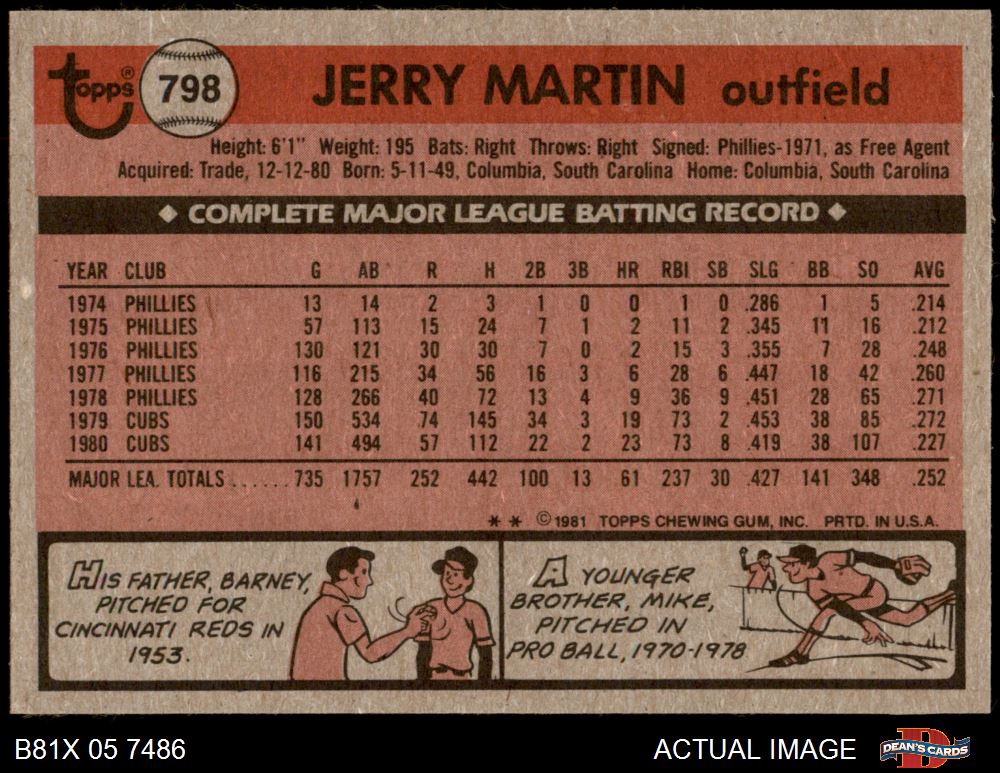 topps® 798 JERRY MARTIN outfield
Height: 6'1" Weight: 195 Bats: Right Throws: Right Signed: Phillies-1971, as Free Agent
Acquired: Trade, 12-12-80 Born: 5-11-49, Columbia, South Carolina Home: Columbia, South Carolina
◆ COMPLETE MAJOR LEAGUE BATTING RECORD ◆
YEAR CLUB G AB R H 2B 3B HR RBI SB SLG BB SO AVG
1974 PHILLIES 13 14 2 3 1 0 0 1 0 .286 1 5 .214
1975 PHILLIES 57 113 15 24 7 1 2 11 2 .345 11 16 .212
1976 PHILLIES 130 121 30 30 7 0 2 15 3 .355 7 28 .248
1977 PHILLIES 116 215 34 56 16 3 6 28 6 .447 18 42 .260
1978 PHILLIES 128 266 40 72 13 4 9 36 9 .451 28 65 .271
1979 CUBS 150 534 74 145 34 3 19 73 2 .453 38 85 .272
1980 CUBS 141 494 57 112 22 2 23 73 8 .419 38 107 .227
MAJOR LEA. TOTALS ...... 735 1757 252 442 100 13 61 237 30 .427 141 348 .252
* * ©1981 TOPPS CHEWING GUM, INC. PRTD. IN U.S.A.
HIS FATHER, BARNEY,
PITCHED FOR
CINCINNATI REDS IN
1953.
A YOUNGER
BROTHER, MIKE,
PITCHED IN
PRO BALL, 1970-1978
B81X 05 7486 ACTUAL IMAGE DEAN'S CARDS